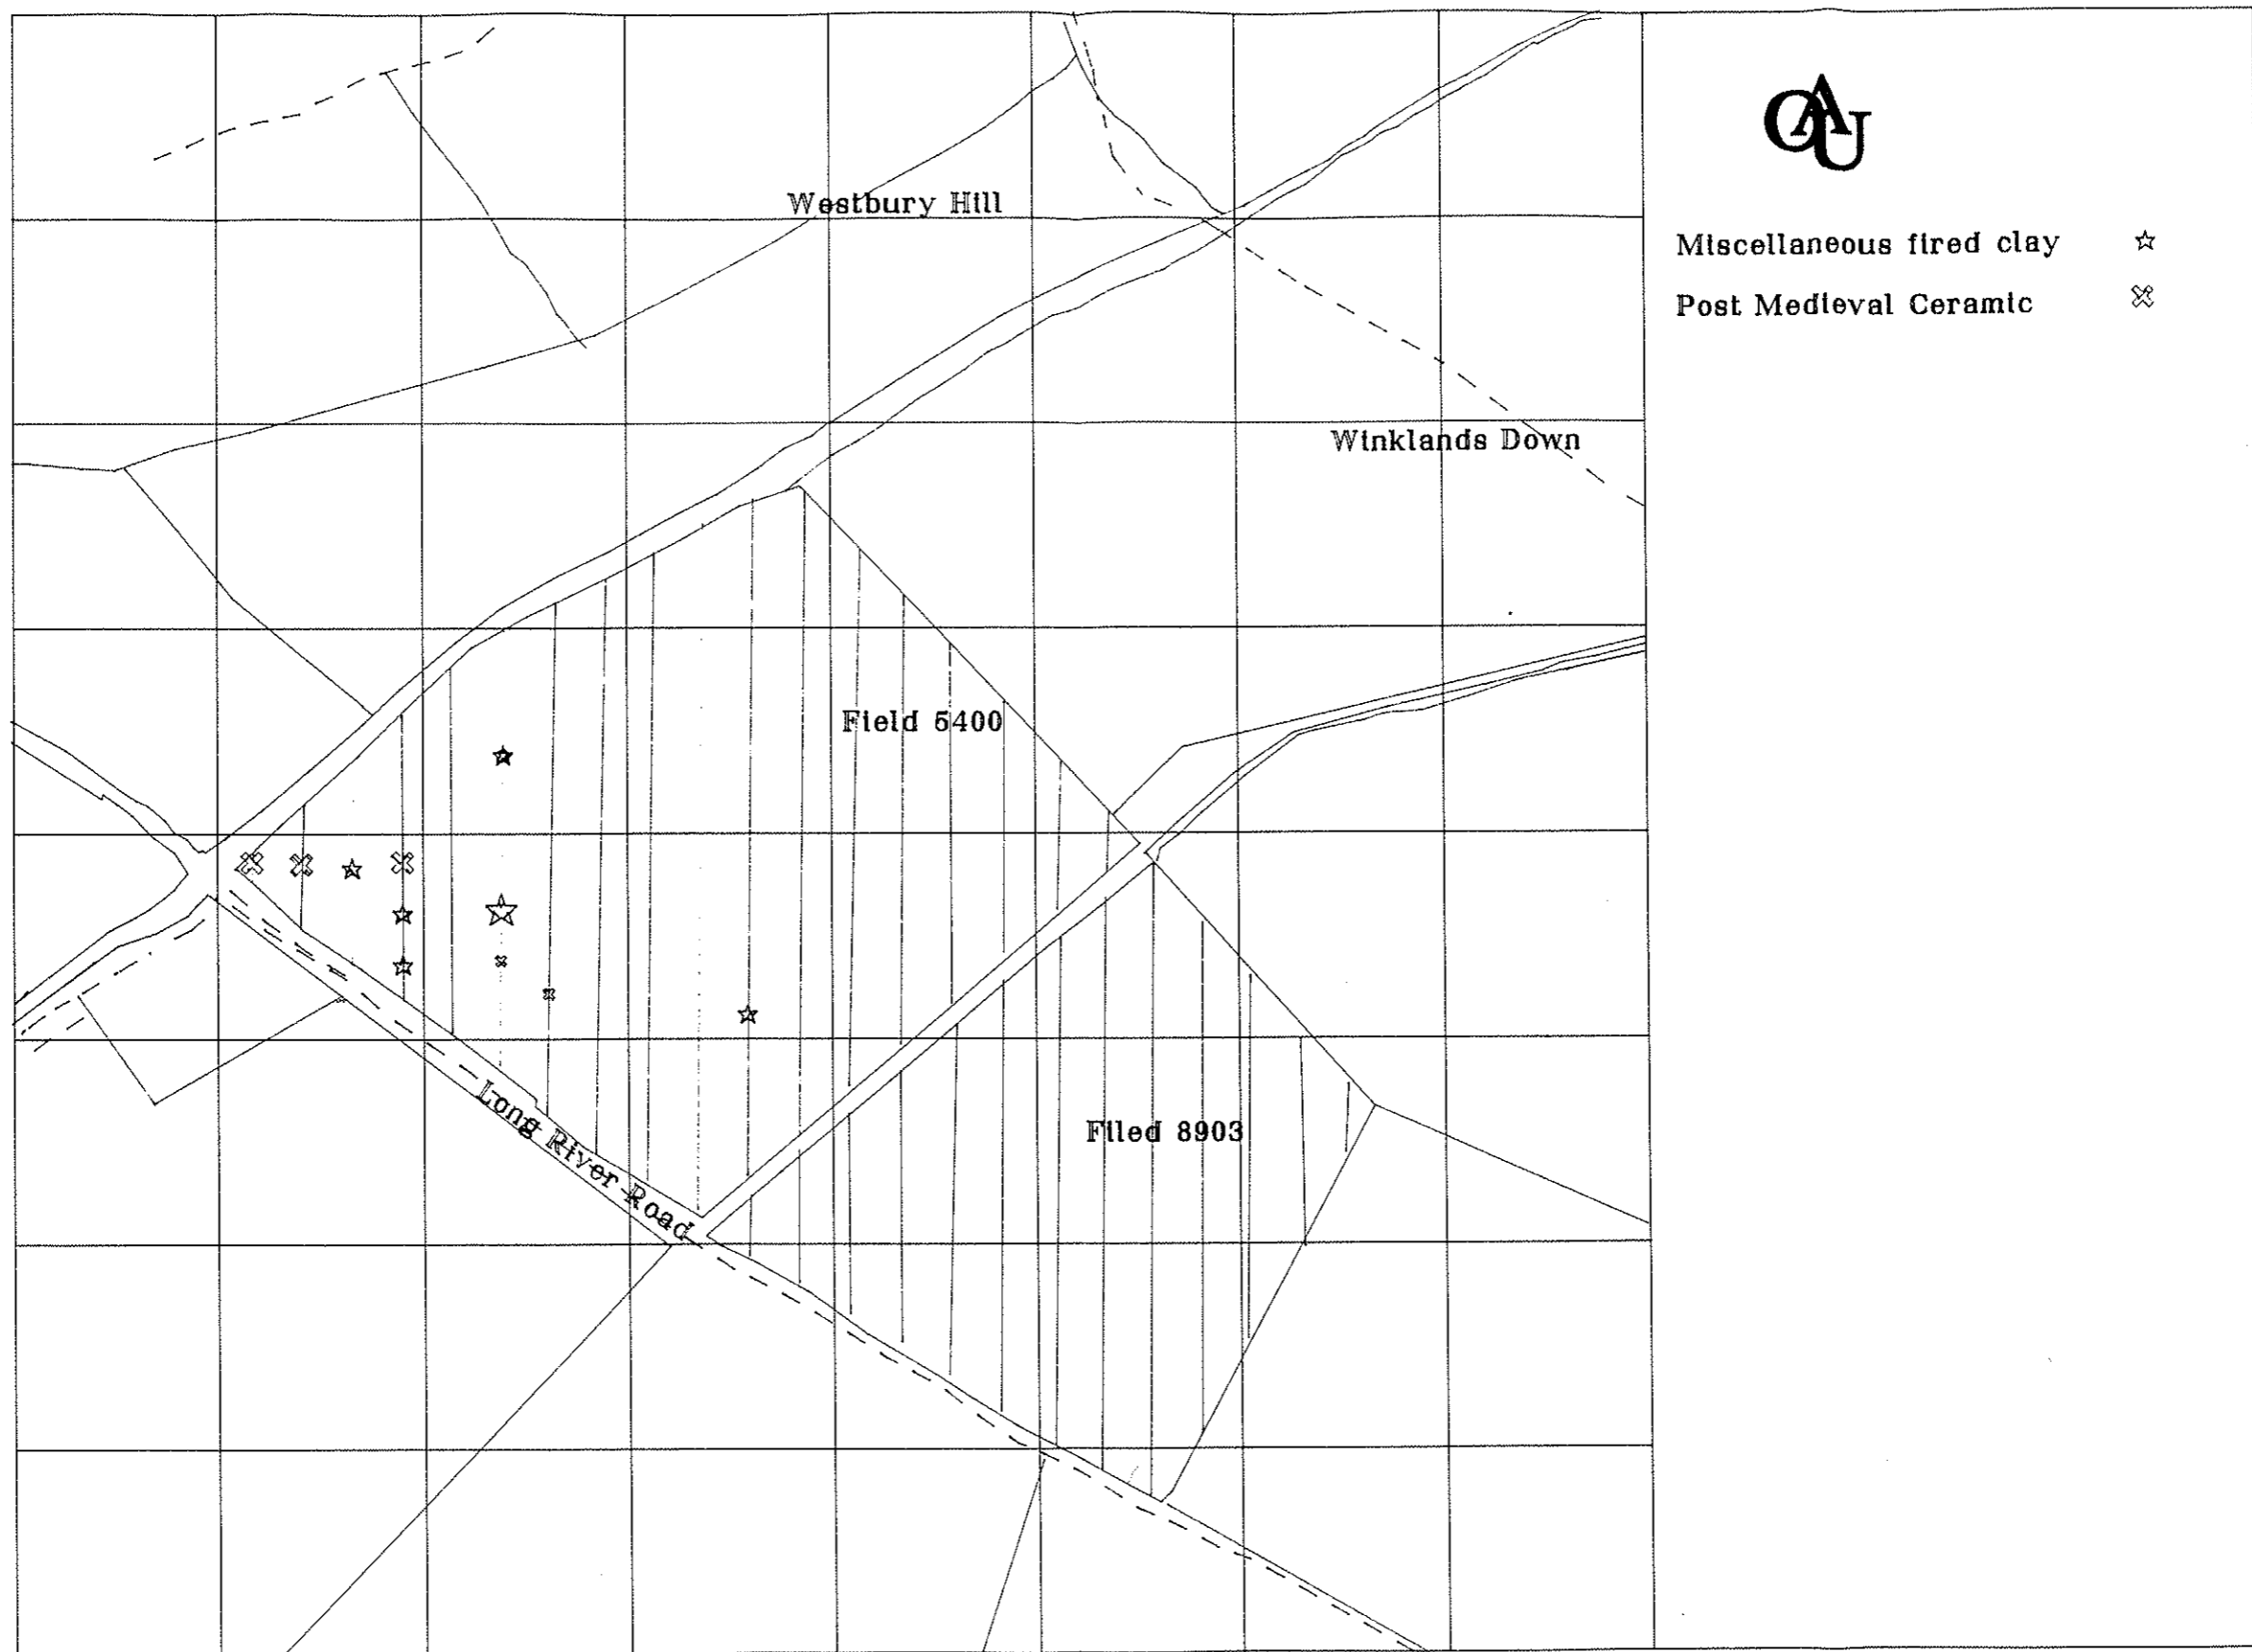 OAU
Westbury Hill
Miscellaneous fired clay
Post Medieval Ceramic
Winklands Down
Field 5400
Filed 8903
Long River Road